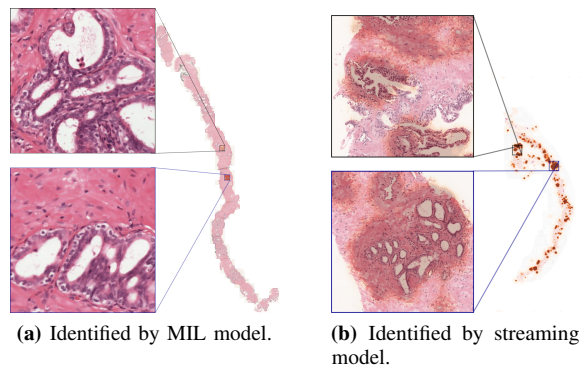 (a) Identified by MIL model.
(b) Identified by streaming
model.